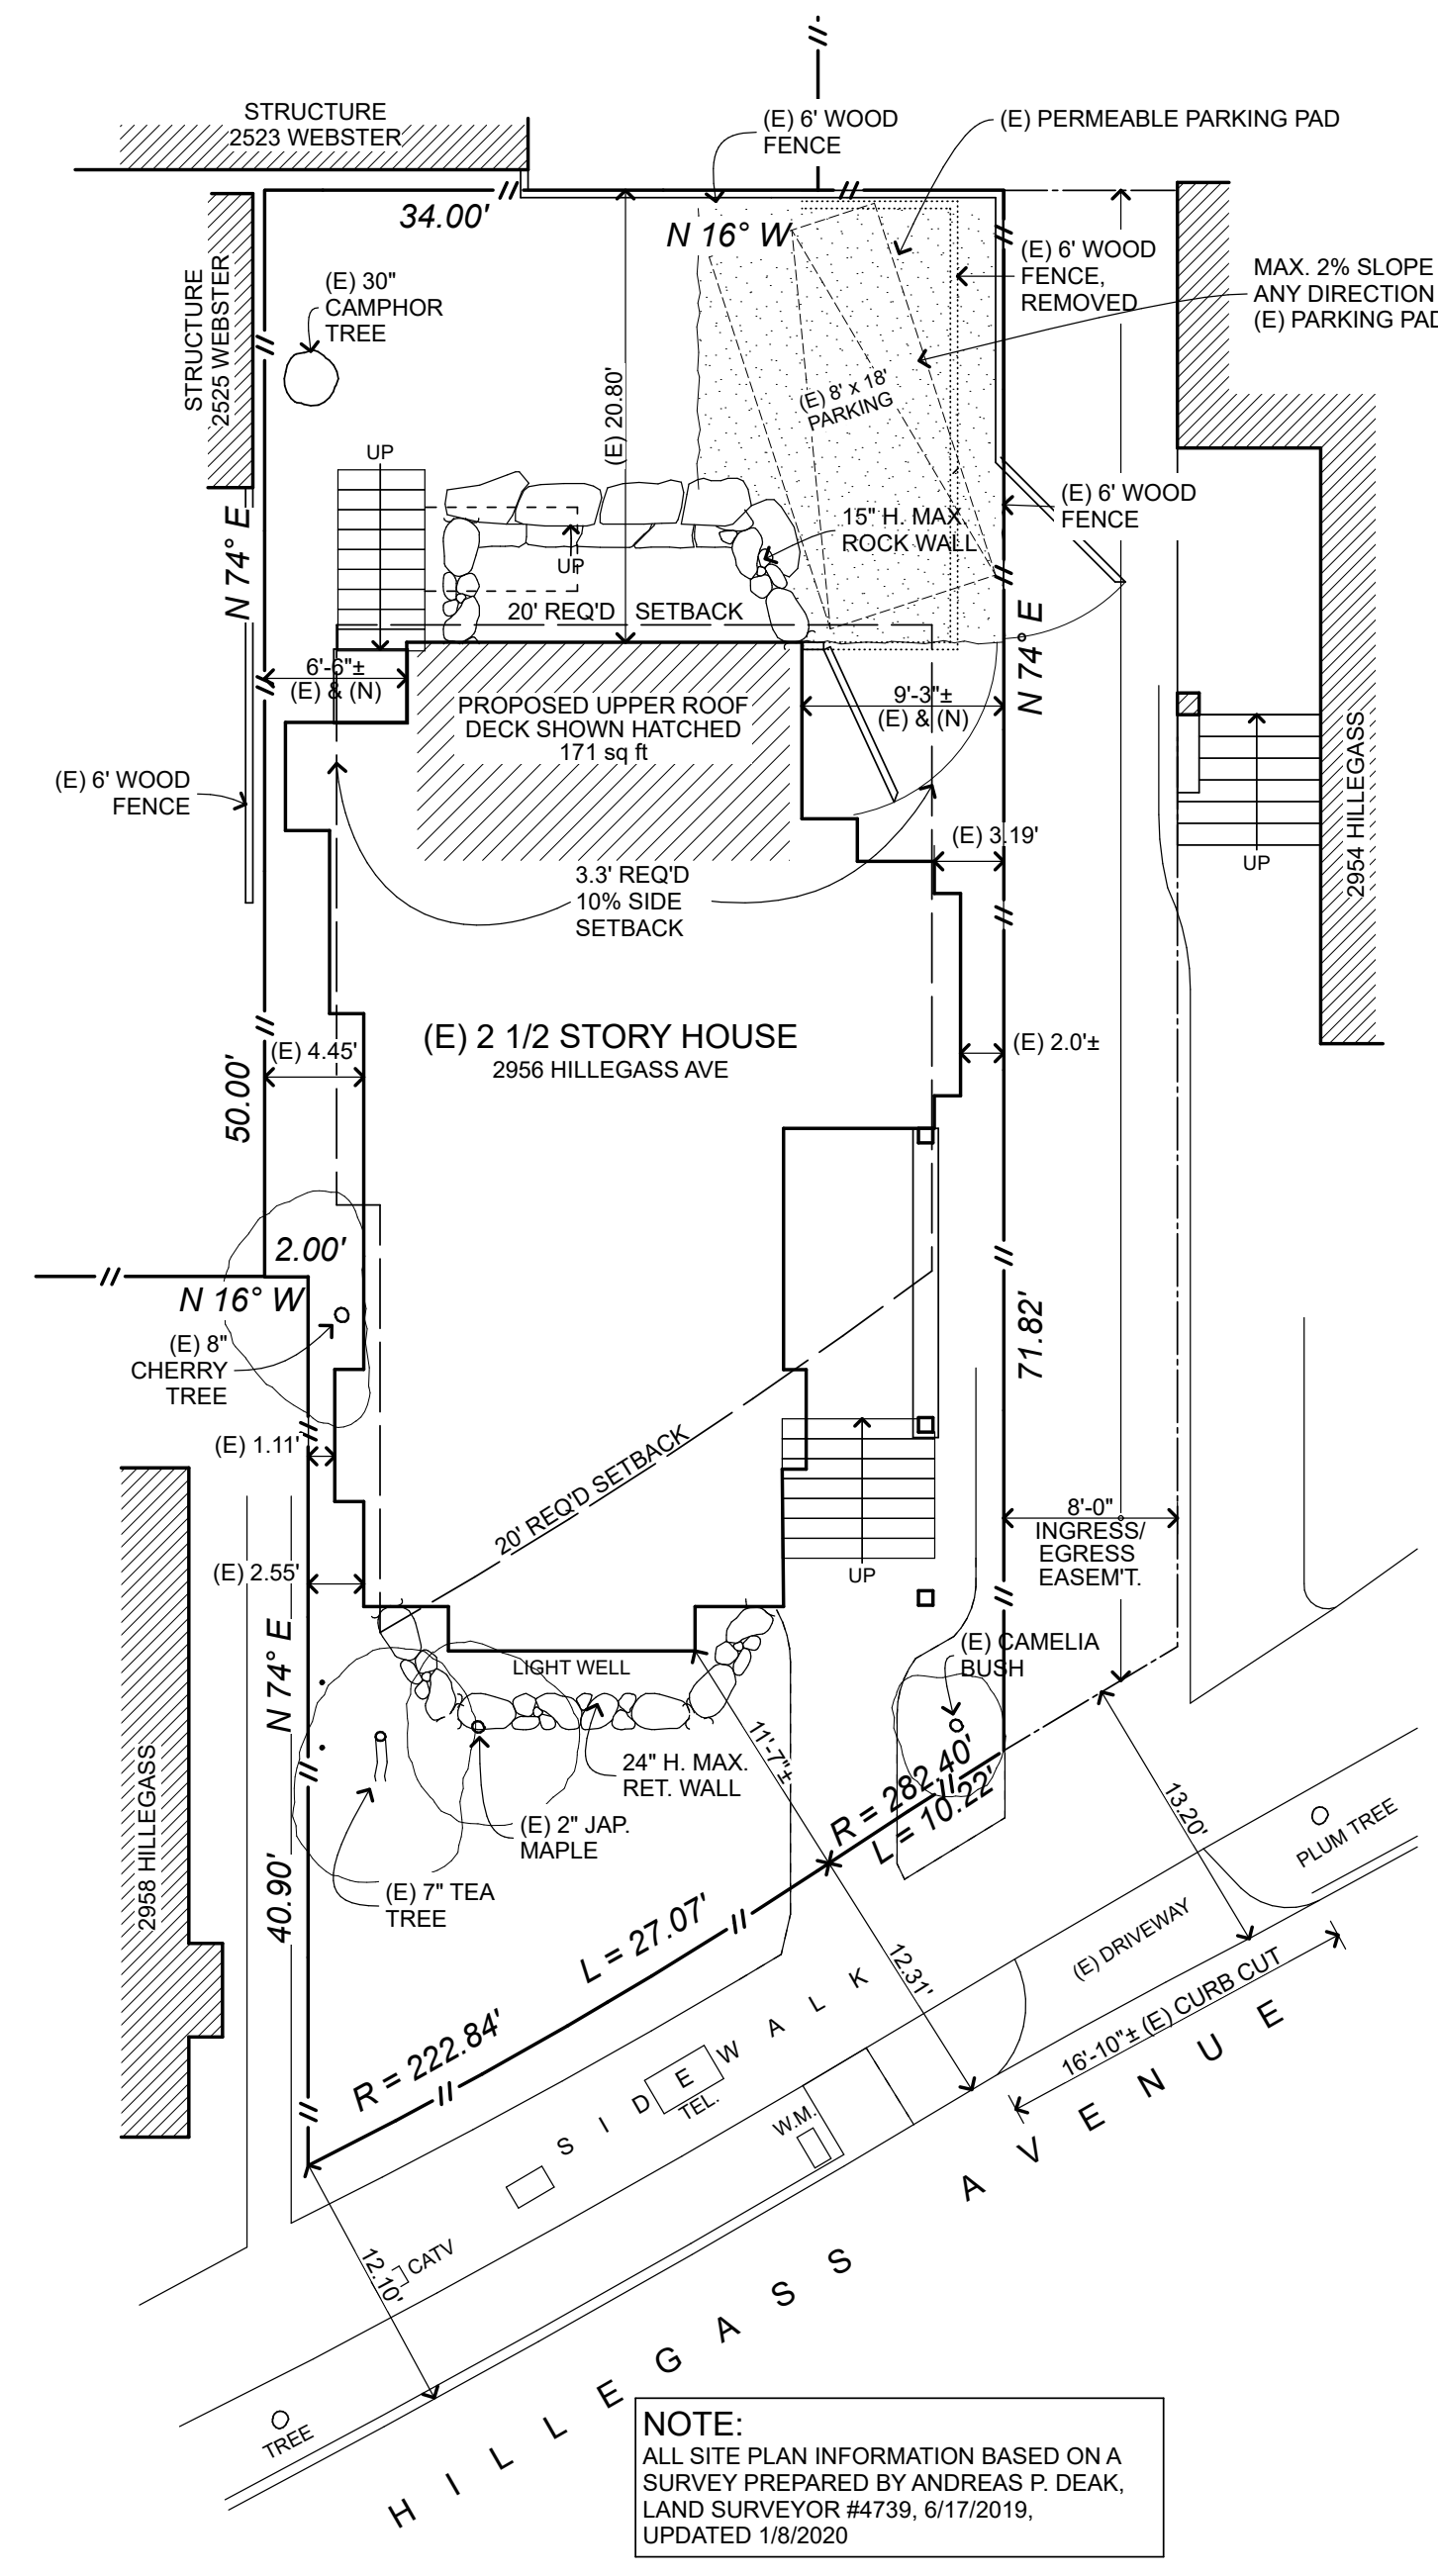 STRUCTURE
2523 WEBSTER
(E) 6' WOOD
FENCE
(E) PERMEABLE PARKING PAD
34.00'
N 16° W
(E) 6' WOOD
FENCE,
REMOVED
MAX. 2% SLOPE
ANY DIRECTION
(E) PARKING PAD
STRUCTURE
2525 WEBSTER
(E) 30"
CAMPHOR
TREE
(E) 20.80'
(E) 8' x 18'
PARKING
UP
N 74° E
UP
15" H. MAX.
ROCK WALL
(E) 6' WOOD
FENCE
20' REQ'D SETBACK
N 74° E
6'-6"±
(E) & (N)
PROPOSED UPPER ROOF
DECK SHOWN HATCHED
171 sq ft
9'-3"±
(E) & (N)
(E) 6' WOOD
FENCE
2954 HILLEGASS
UP
(E) 3.19'
3.3' REQ'D
10% SIDE
SETBACK
(E) 2 1/2 STORY HOUSE
2956 HILLEGASS AVE
(E) 4.45'
(E) 2.0'±
50.00'
2.00'
N 16° W
71.82'
(E) 8"
CHERRY
TREE
(E) 1.11'
20' REQ'D SETBACK
8'-0"
INGRESS/
EGRESS
EASEM'T.
(E) 2.55'
UP
N 74° E
LIGHT WELL
(E) CAMELIA
BUSH
11'-7"±
24" H. MAX.
RET. WALL
R = 282.40'
L = 10.22'
13.20'
PLUM TREE
(E) 2" JAP.
MAPLE
2958 HILLEGASS
40.90'
(E) 7" TEA
TREE
L = 27.07'
R = 222.84'
12.31'
(E) DRIVEWAY
16'-10"± (E) CURB CUT
SIDEWALK
TEL.
W.M.
12.10'
CATV
TREE
HILLEGASS AVENUE
NOTE:
ALL SITE PLAN INFORMATION BASED ON A
SURVEY PREPARED BY ANDREAS P. DEAK,
LAND SURVEYOR #4739, 6/17/2019,
UPDATED 1/8/2020